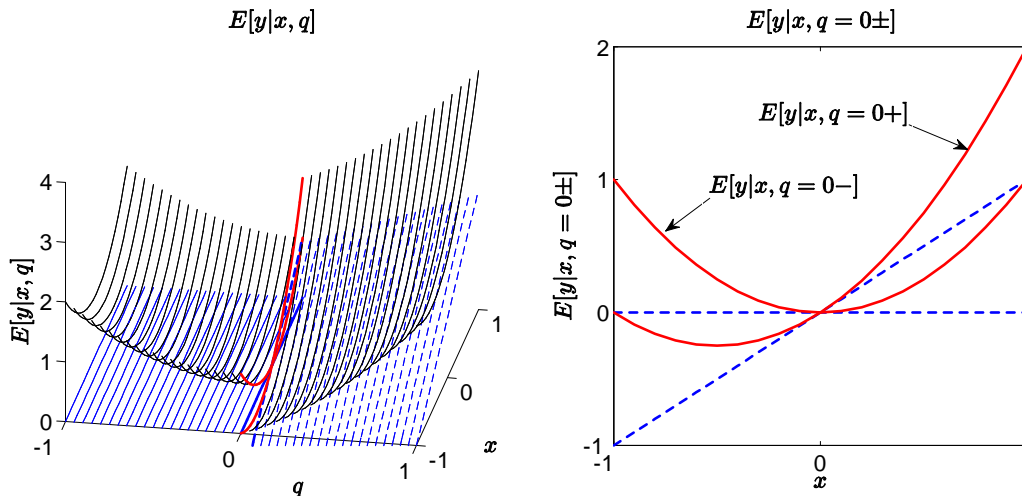 E[y|x, q]
E[y|x, q]
4
3
2
1
0
-1
0
1
q
-1
0
1
x
E[y|x, q = 0±]
E[y|x, q = 0±]
2
1
0
-1
-1
0
x
E[y|x, q = 0+]
E[y|x, q = 0−]